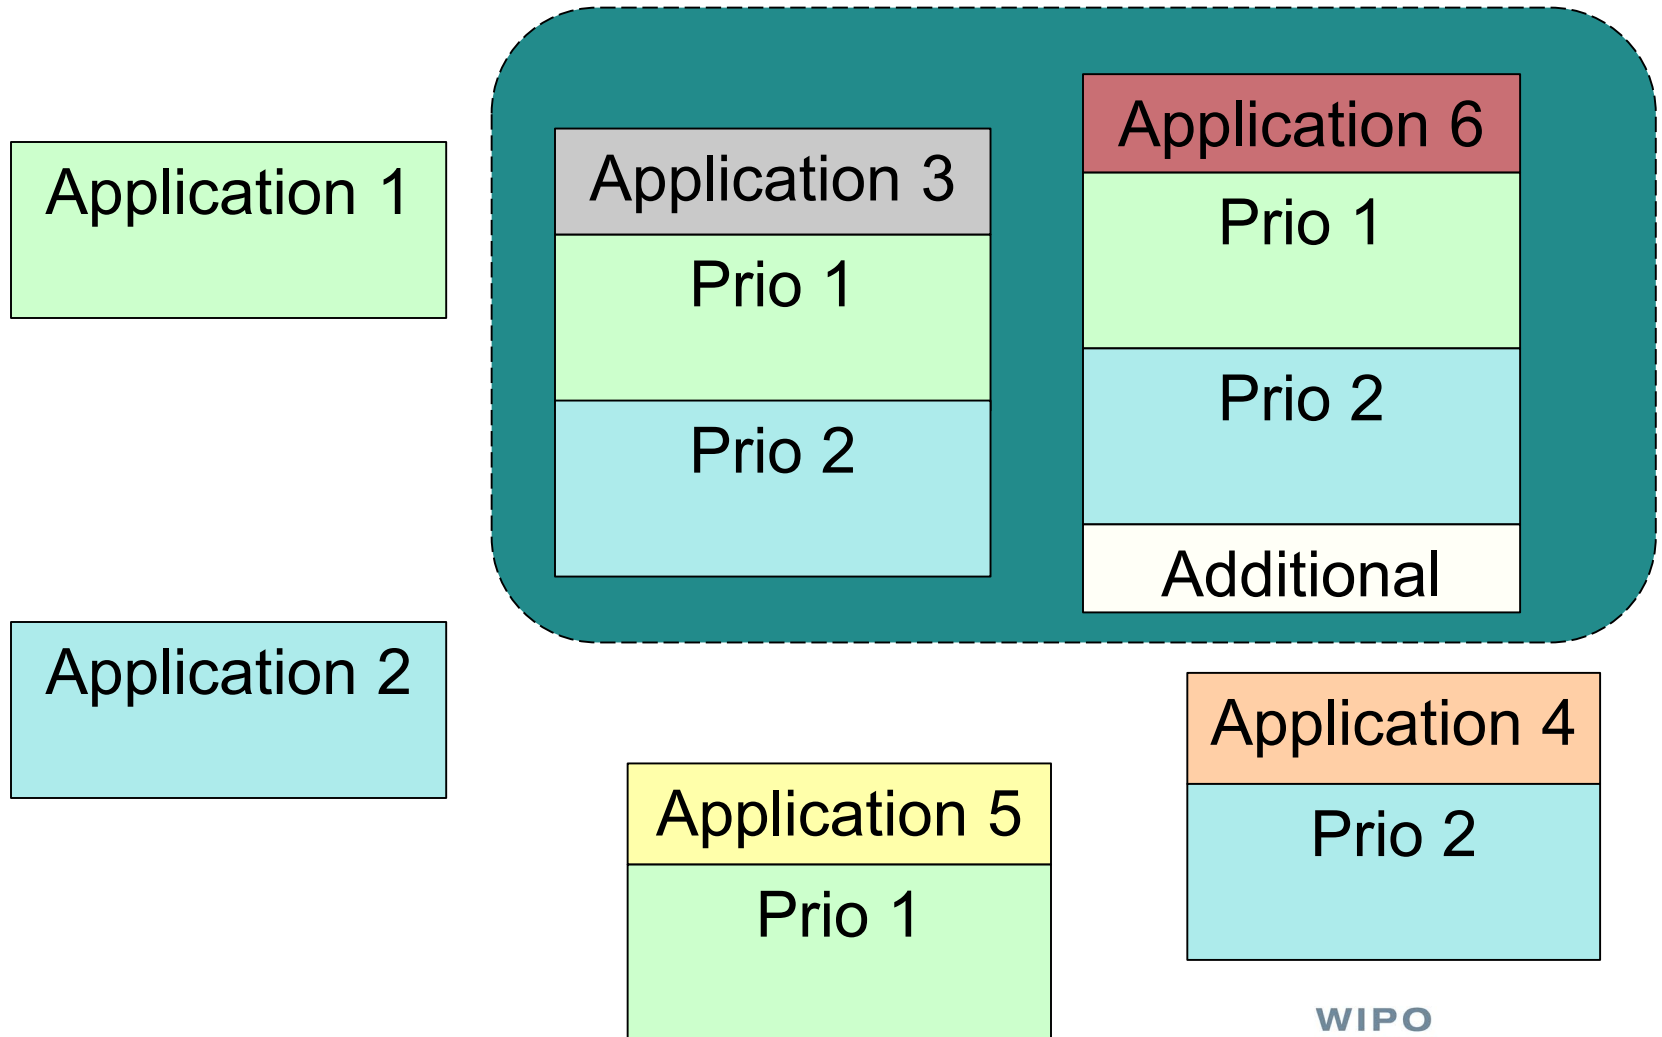 Application 1
Application 2
Application 3
Prio 1
Prio 2
Application 6
Prio 1
Prio 2
Additional
Application 5
Prio 1
Application 4
Prio 2
WIPO